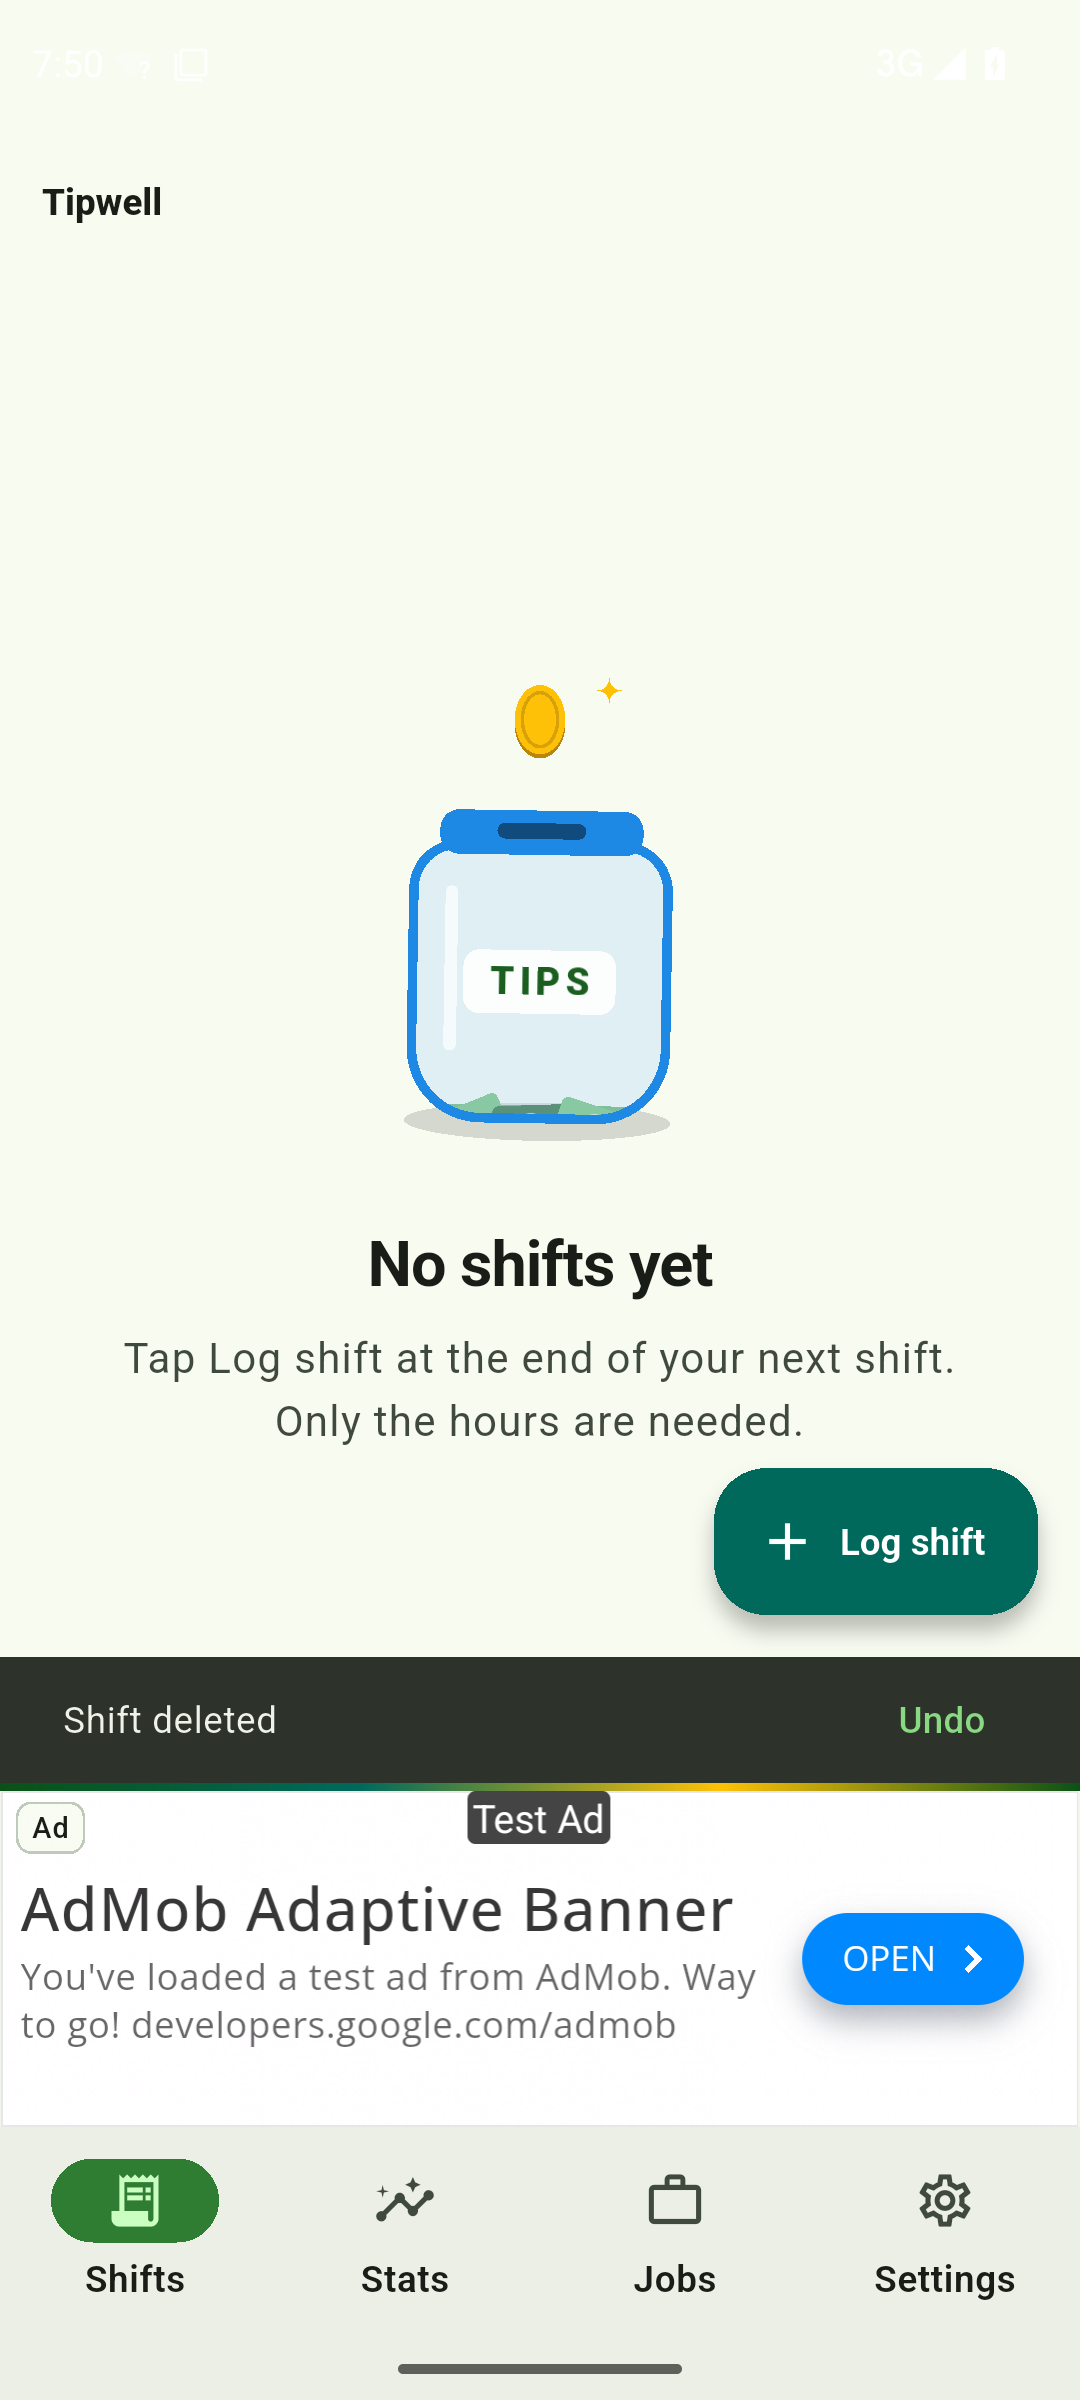 7:50
3G
Tipwell
TIPS
No shifts yet
Tap Log shift at the end of your next shift.
Only the hours are needed.
Log shift
Shift deleted
Undo
Ad
Test Ad
AdMob Adaptive Banner
You've loaded a test ad from AdMob. Way
to go! developers.google.com/admob
OPEN
Shifts
Stats
Jobs
Settings